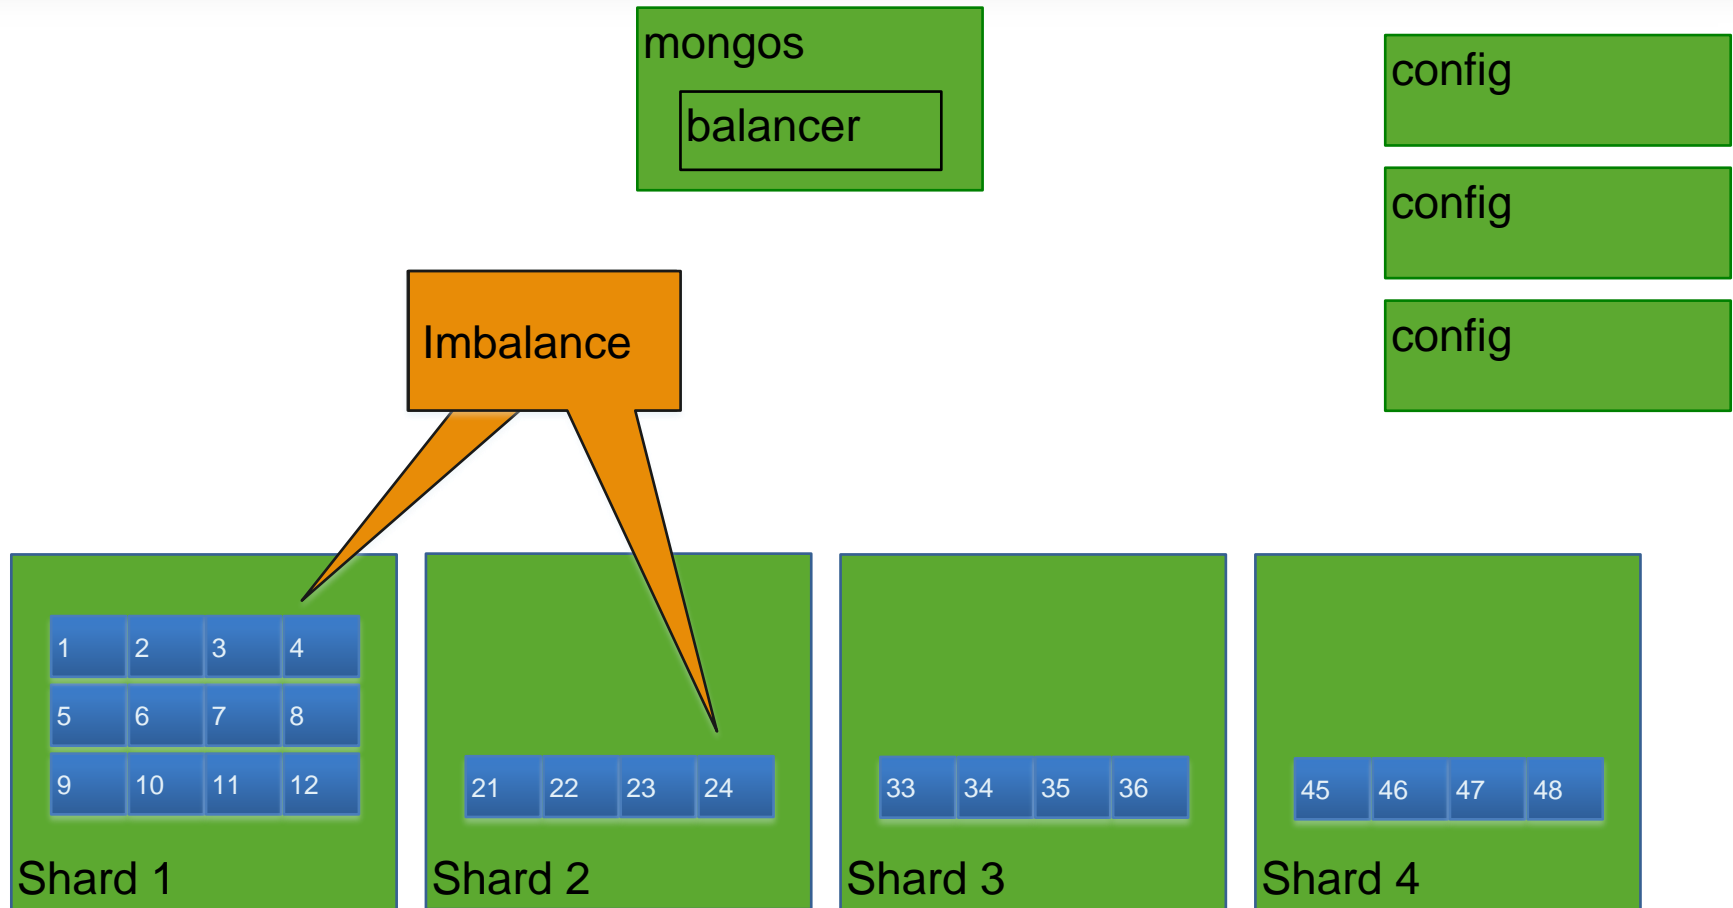 mongos
balancer
config
config
config
Imbalance
1 2 3 4
5 6 7 8
9 10 11 12
21 22 23 24
33 34 35 36
45 46 47 48
Shard 1
Shard 2
Shard 3
Shard 4